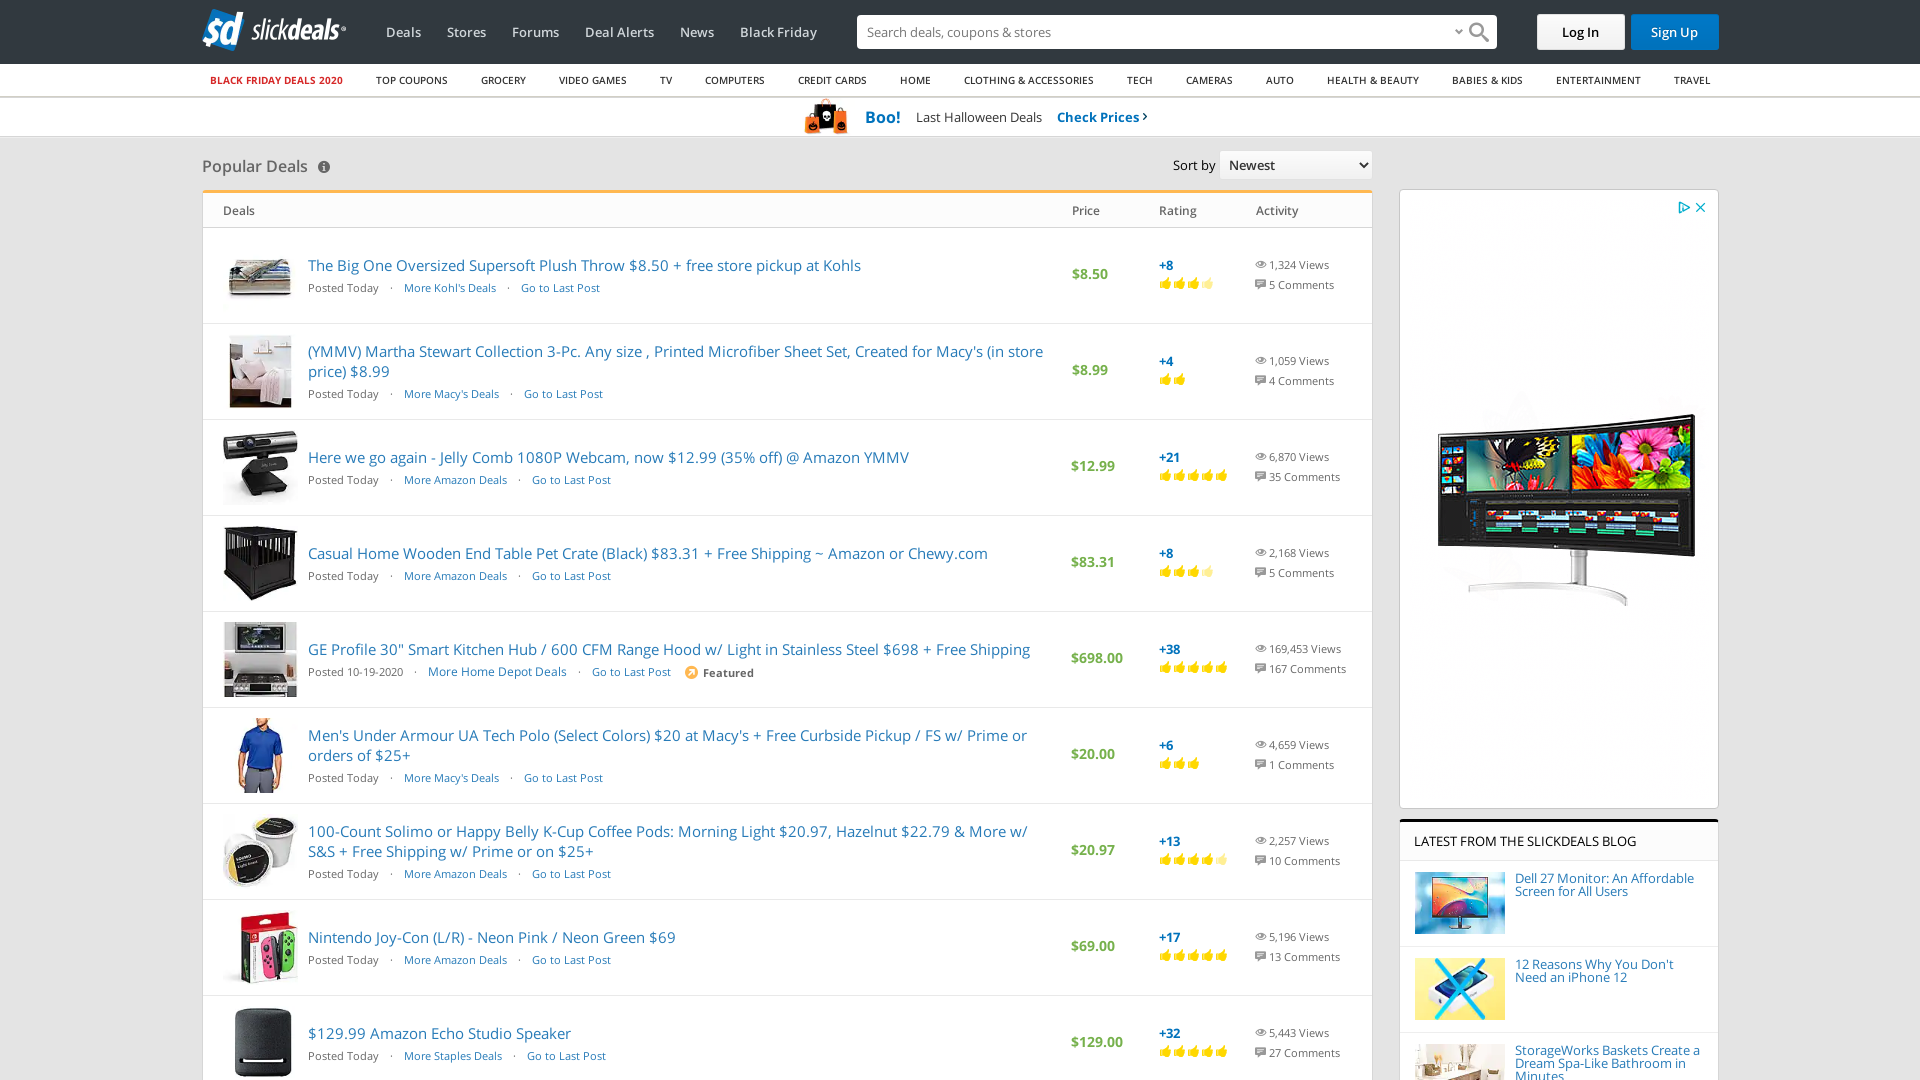 sd slickdeals
Deals Stores Forums Deal Alerts News Black Friday
Search deals, coupons & stores
Log In
Sign Up
BLACK FRIDAY DEALS 2020 TOP COUPONS GROCERY VIDEO GAMES TV COMPUTERS CREDIT CARDS HOME CLOTHING & ACCESSORIES TECH CAMERAS AUTO HEALTH & BEAUTY BABIES & KIDS ENTERTAINMENT TRAVEL
Boo! Last Halloween Deals Check Prices
Popular Deals
Sort by Newest
Deals Price Rating Activity
The Big One Oversized Supersoft Plush Throw $8.50 + free store pickup at Kohls
Posted Today · More Kohl's Deals · Go to Last Post
$8.50
+8
1,324 Views
5 Comments
(YMMV) Martha Stewart Collection 3-Pc. Any size , Printed Microfiber Sheet Set, Created for Macy's (in store
price) $8.99
Posted Today · More Macy's Deals · Go to Last Post
$8.99
+4
1,059 Views
4 Comments
Here we go again - Jelly Comb 1080P Webcam, now $12.99 (35% off) @ Amazon YMMV
Posted Today · More Amazon Deals · Go to Last Post
$12.99
+21
6,870 Views
35 Comments
Casual Home Wooden End Table Pet Crate (Black) $83.31 + Free Shipping ~ Amazon or Chewy.com
Posted Today · More Amazon Deals · Go to Last Post
$83.31
+8
2,168 Views
5 Comments
GE Profile 30" Smart Kitchen Hub / 600 CFM Range Hood w/ Light in Stainless Steel $698 + Free Shipping
Posted 10-19-2020 · More Home Depot Deals · Go to Last Post Featured
$698.00
+38
169,453 Views
167 Comments
Men's Under Armour UA Tech Polo (Select Colors) $20 at Macy's + Free Curbside Pickup / FS w/ Prime or
orders of $25+
Posted Today · More Macy's Deals · Go to Last Post
$20.00
+6
4,659 Views
1 Comments
100-Count Solimo or Happy Belly K-Cup Coffee Pods: Morning Light $20.97, Hazelnut $22.79 & More w/
S&S + Free Shipping w/ Prime or on $25+
Posted Today · More Amazon Deals · Go to Last Post
$20.97
+13
2,257 Views
10 Comments
Nintendo Joy-Con (L/R) - Neon Pink / Neon Green $69
Posted Today · More Amazon Deals · Go to Last Post
$69.00
+17
5,196 Views
13 Comments
$129.99 Amazon Echo Studio Speaker
Posted Today · More Staples Deals · Go to Last Post
$129.00
+32
5,443 Views
27 Comments
LATEST FROM THE SLICKDEALS BLOG
Dell 27 Monitor: An Affordable
Screen for All Users
12 Reasons Why You Don't
Need an iPhone 12
StorageWorks Baskets Create a
Dream Spa-Like Bathroom in
Minutes